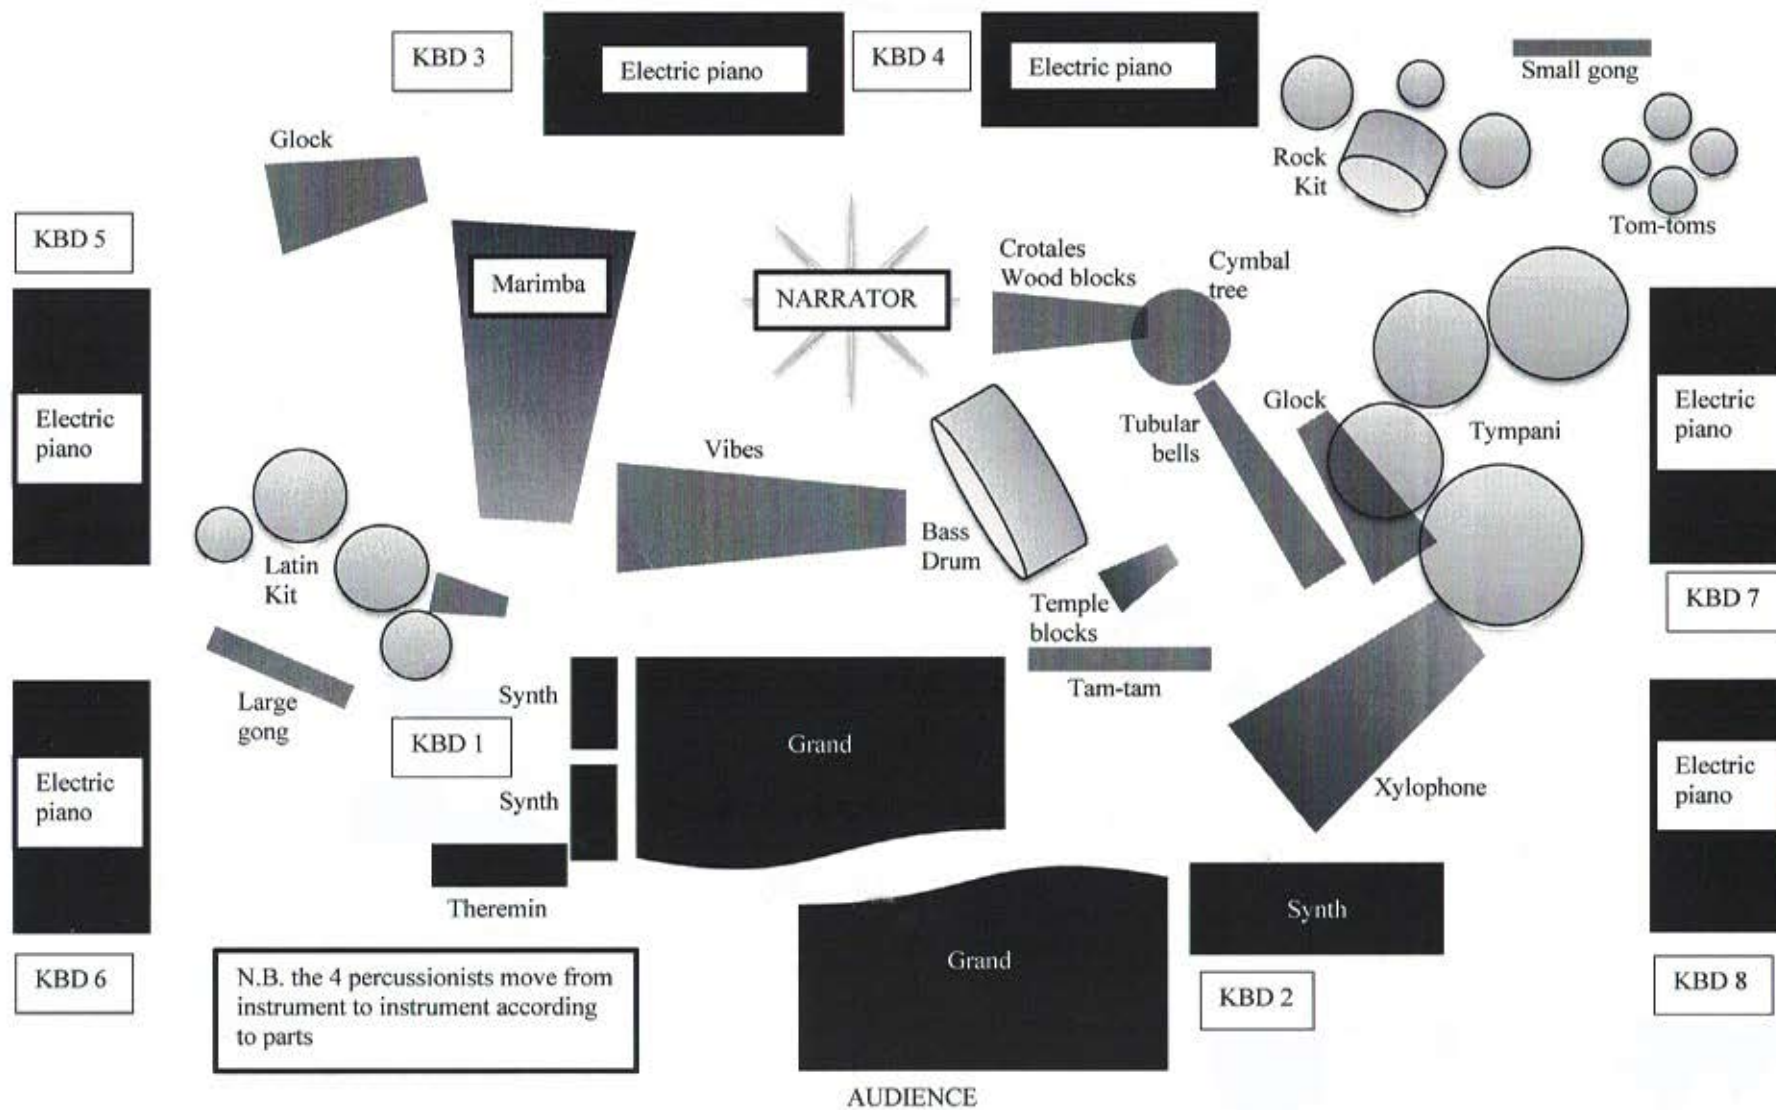 KBD 3
Electric piano
KBD 4
Electric piano
Small gong
Glock
Rock
Kit
Tom-toms
KBD 5
Marimba
NARRATOR
Crotales
Wood blocks
Cymbal
tree
Electric
piano
Vibes
Tubular
bells
Glock
Tympani
Electric
piano
Latin
Kit
Bass
Drum
Temple
blocks
KBD 7
Large
gong
KBD 1
Synth
Synth
Grand
Tam-tam
Xylophone
Electric
piano
Electric
piano
Theremin
Grand
Synth
KBD 6
N.B. the 4 percussionists move from
instrument to instrument according
to parts
KBD 2
KBD 8
AUDIENCE